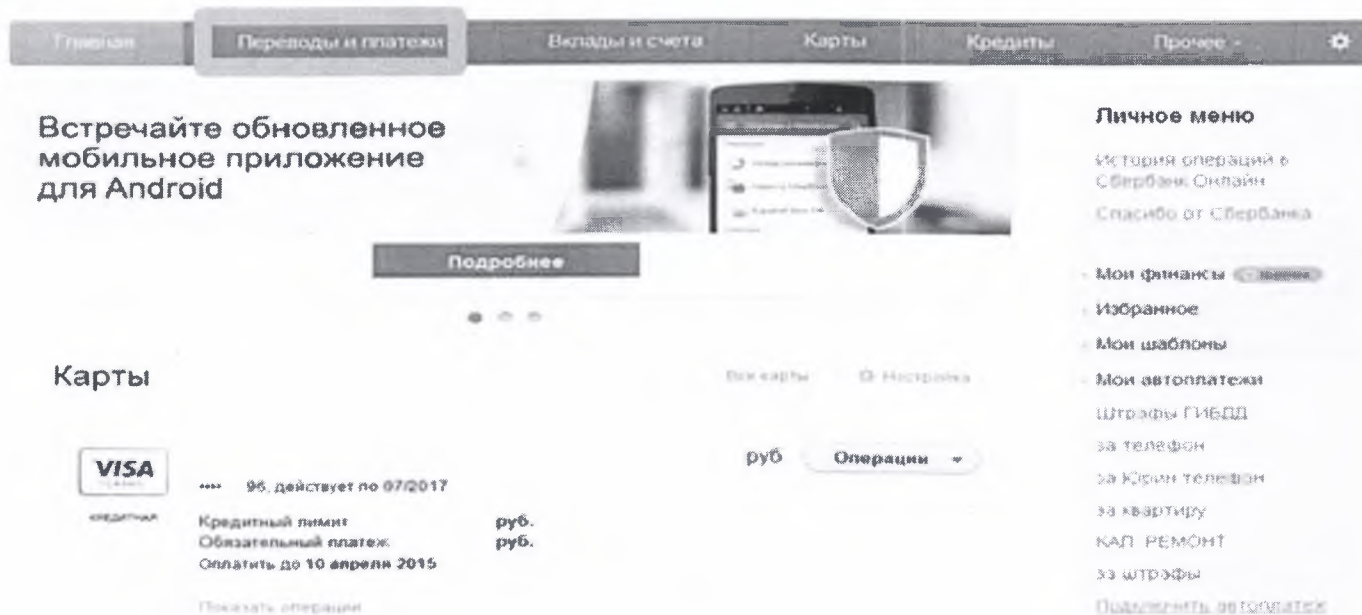 Главная
Переводы и платежи
Вклады и счета
Карты
Кредиты
Прочее
Встречайте обновленное
мобильное приложение
для Android
Подробнее
Карты
Все карты
Настройка
VISA
КРЕДИТНАЯ
•••• 96, действует по 07/2017
руб
Операции
Кредитный лимит руб.
Обязательный платеж: руб.
Оплатить до 10 апреля 2015
Показать операции
Личное меню
История операций в
Сбербанк Онлайн
Спасибо от Сбербанка
Мои финансы
Избранное
Мои шаблоны
Мои автоплатежи
Штрафы ГИБДД
за телефон
за Юрин телефон
за квартиру
КАП. РЕМОНТ
за штрафы
Подключить автоплатеж